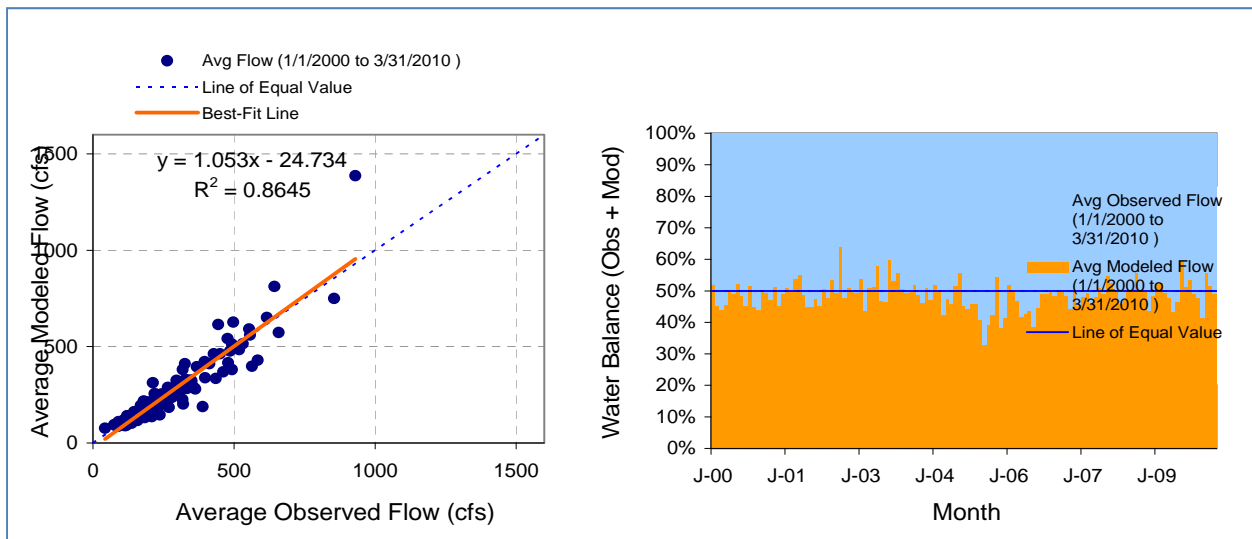 Avg Flow (1/1/2000 to 3/31/2010 )
Line of Equal Value
Best-Fit Line
y = 1.053x - 24.734
R² = 0.8645
Average Modeled Flow (cfs)
1500
1000
500
0
0 500 1000 1500
Average Observed Flow (cfs)
Water Balance (Obs + Mod)
100%
90%
80%
70%
60%
50%
40%
30%
20%
10%
0%
Avg Observed Flow
(1/1/2000 to
3/31/2010 )
Avg Modeled Flow
(1/1/2000 to
3/31/2010 )
Line of Equal Value
J-00 J-01 J-03 J-04 J-06 J-07 J-09
Month